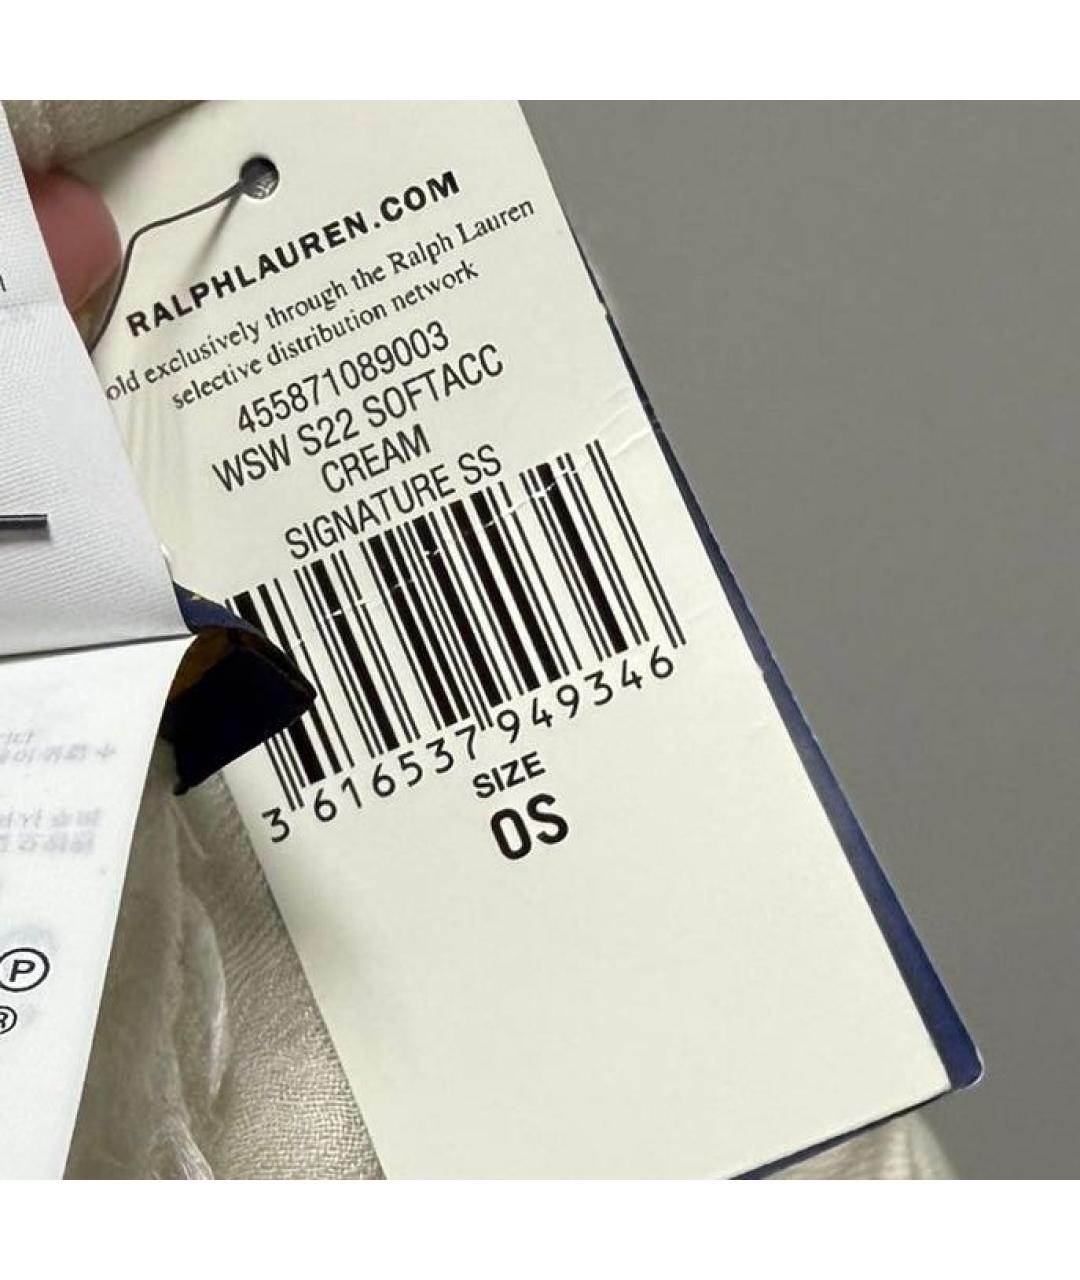 RALPHLAUREN.COM
old exclusively through the Ralph Lauren
selective distribution network
455871089003
WSW S22 SOFTACC
CREAM
SIGNATURE SS
3 616537 949346
SIZE
OS
P
R